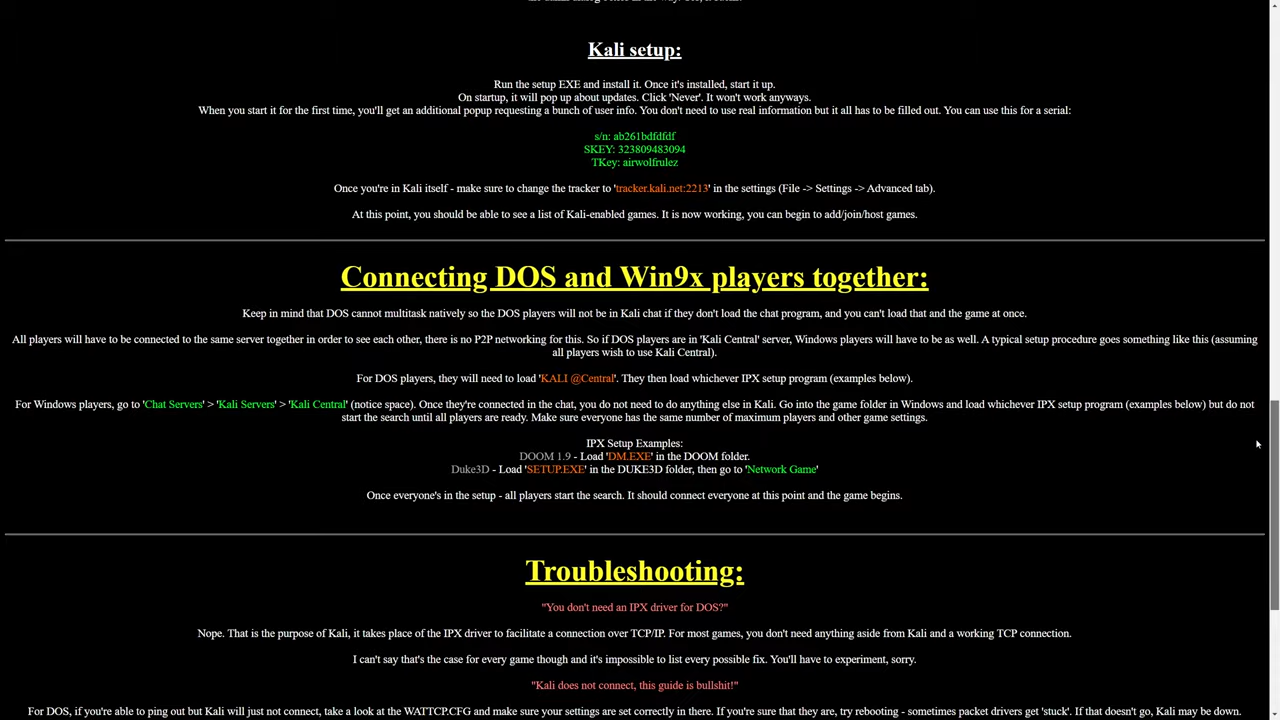 Kali setup:
Run the setup EXE and install it. Once it's installed, start it up.
On startup, it will pop up about updates. Click 'Never'. It won't work anyways.
When you start it for the first time, you'll get an additional popup requesting a bunch of user info. You don't need to use real information but it all has to be filled out. You can use this for a serial:
s/n: ab261bdfdfdf
SKEY: 323809483094
TKey: airwolfrulez
Once you're in Kali itself - make sure to change the tracker to 'tracker.kali.net:2213' in the settings (File -> Settings -> Advanced tab).
At this point, you should be able to see a list of Kali-enabled games. It is now working, you can begin to add/join/host games.
Connecting DOS and Win9x players together:
Keep in mind that DOS cannot multitask natively so the DOS players will not be in Kali chat if they don't load the chat program, and you can't load that and the game at once.
All players will have to be connected to the same server together in order to see each other, there is no P2P networking for this. So if DOS players are in 'Kali Central' server, Windows players will have to be as well. A typical setup procedure goes something like this (assuming
all players wish to use Kali Central).
For DOS players, they will need to load 'KALI @Central'. They then load whichever IPX setup program (examples below).
For Windows players, go to 'Chat Servers' > 'Kali Servers' > 'Kali Central' (notice space). Once they're connected in the chat, you do not need to do anything else in Kali. Go into the game folder in Windows and load whichever IPX setup program (examples below) but do not
start the search until all players are ready. Make sure everyone has the same number of maximum players and other game settings.
IPX Setup Examples:
DOOM 1.9 - Load 'DM.EXE' in the DOOM folder.
Duke3D - Load 'SETUP.EXE' in the DUKE3D folder, then go to 'Network Game'
Once everyone's in the setup - all players start the search. It should connect everyone at this point and the game begins.
Troubleshooting:
"You don't need an IPX driver for DOS?"
Nope. That is the purpose of Kali, it takes place of the IPX driver to facilitate a connection over TCP/IP. For most games, you don't need anything aside from Kali and a working TCP connection.
I can't say that's the case for every game though and it's impossible to list every possible fix. You'll have to experiment, sorry.
"Kali does not connect, this guide is bullshit!"
For DOS, if you're able to ping out but Kali will just not connect, take a look at the WATTCP.CFG and make sure your settings are set correctly in there. If you're sure that they are, try rebooting - sometimes packet drivers get 'stuck'. If that doesn't go, Kali may be down.